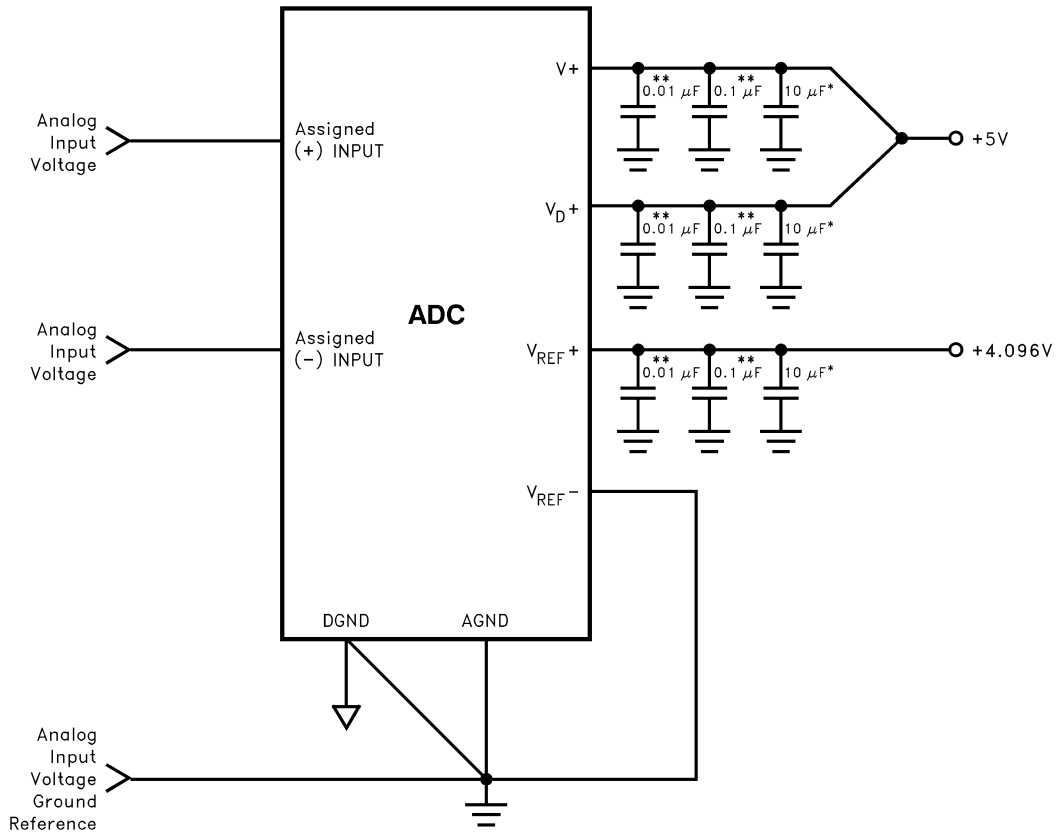 V+
**
**
0.01 μF
0.1 μF
10 μF*
Analog
Input
Voltage
Assigned
(+) INPUT
+5V
VD+
**
**
0.01 μF
0.1 μF
10 μF*
ADC
Analog
Input
Voltage
Assigned
(−) INPUT
VREF+
**
**
0.01 μF
0.1 μF
10 μF*
+4.096V
VREF−
DGND
AGND
Analog
Input
Voltage
Ground
Reference